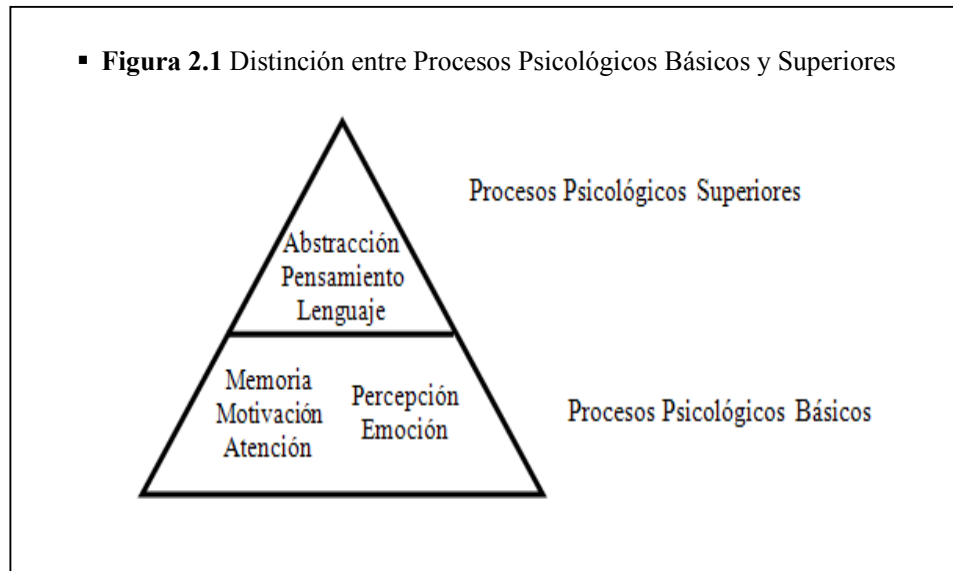 ▪ Figura 2.1 Distinción entre Procesos Psicológicos Básicos y Superiores
Procesos Psicológicos Superiores
Abstracción
Pensamiento
Lenguaje
Memoria
Motivación
Atención
Percepción
Emoción
Procesos Psicológicos Básicos